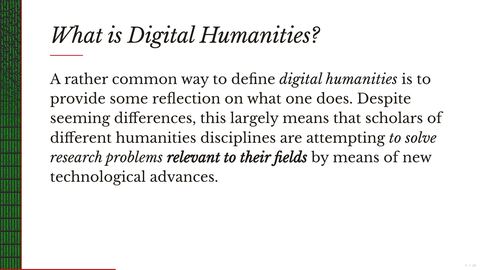 What is Digital Humanities?
A rather common way to define digital humanities is to
provide some reflection on what one does. Despite
seeming differences, this largely means that scholars of
different humanities disciplines are attempting to solve
research problems relevant to their fields by means of new
technological advances.